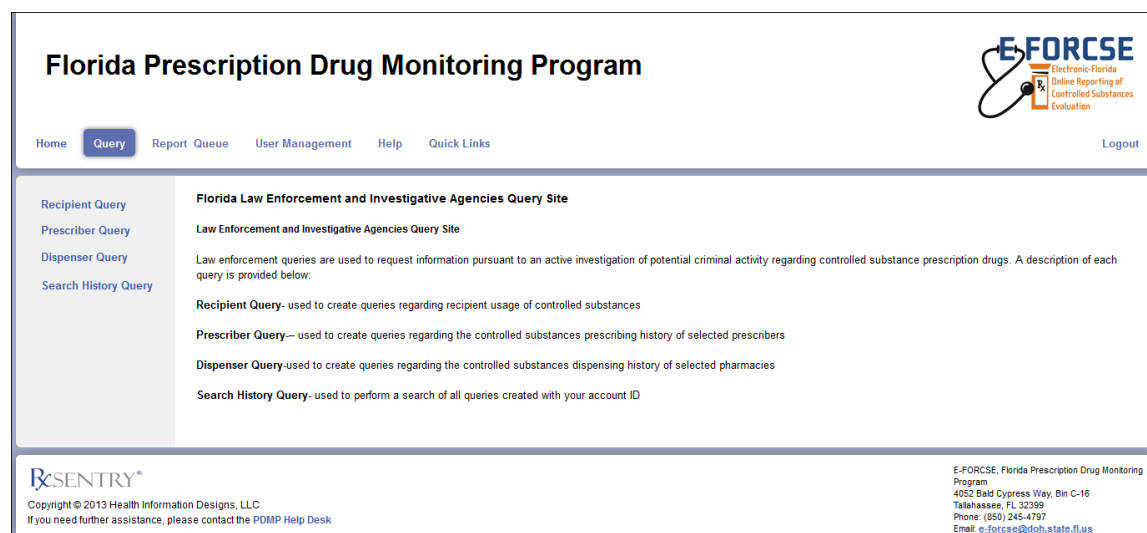 Florida Prescription Drug Monitoring Program
E-FORCSE
Electronic-Florida
Online Reporting of
Controlled Substances
Evaluation
Rx
Home Query Report Queue User Management Help Quick Links Logout
Recipient Query
Prescriber Query
Dispenser Query
Search History Query
Florida Law Enforcement and Investigative Agencies Query Site
Law Enforcement and Investigative Agencies Query Site
Law enforcement queries are used to request information pursuant to an active investigation of potential criminal activity regarding controlled substance prescription drugs. A description of each
query is provided below:
Recipient Query- used to create queries regarding recipient usage of controlled substances
Prescriber Query-– used to create queries regarding the controlled substances prescribing history of selected prescribers
Dispenser Query-used to create queries regarding the controlled substances dispensing history of selected pharmacies
Search History Query- used to perform a search of all queries created with your account ID
RxSENTRY®
Copyright © 2013 Health Information Designs, LLC
If you need further assistance, please contact the PDMP Help Desk
E-FORCSE, Florida Prescription Drug Monitoring
Program
4052 Bald Cypress Way, Bin C-16
Tallahassee, FL 32399
Phone: (850) 245-4797
Email: e-forcse@doh.state.fl.us